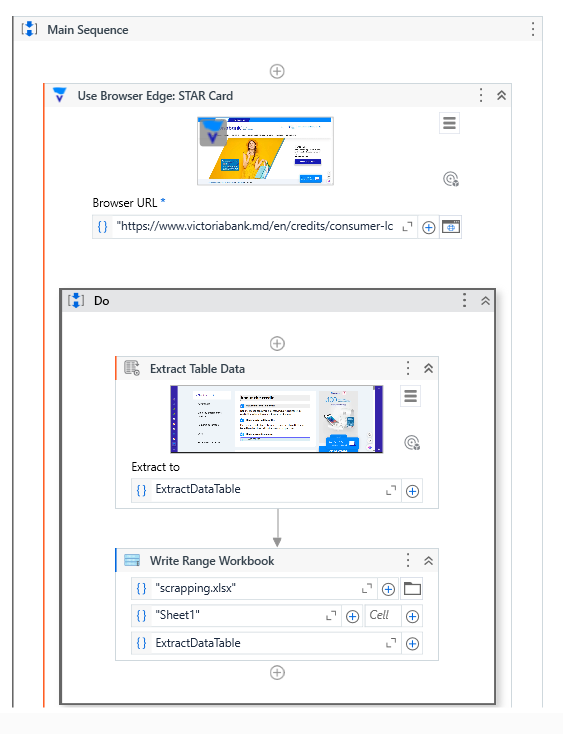 Main Sequence
Use Browser Edge: STAR Card
Browser URL *
"https://www.victoriabank.md/en/credits/consumer-lc
Do
Extract Table Data
Extract to
ExtractDataTable
Write Range Workbook
"scrapping.xlsx"
"Sheet1" Cell
ExtractDataTable